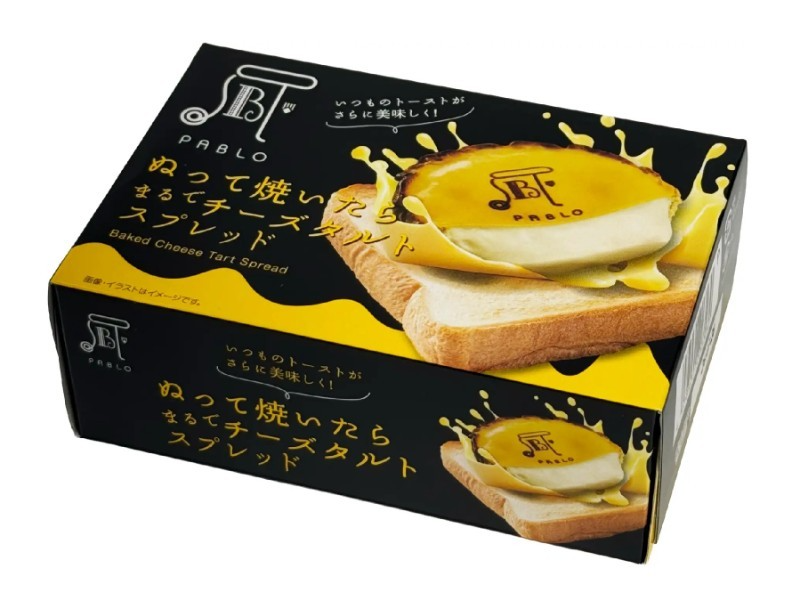 PABLO
いつものトーストが
さらに美味しく!
ぬって焼いたら
まるでチーズタルト
スプレッド
Baked Cheese Tart Spread
画像・イラストはイメージです。
PABLO
PABLO
いつものトーストが
さらに美味しく!
ぬって焼いたら
まるでチーズタルト
スプレッド
PABLO